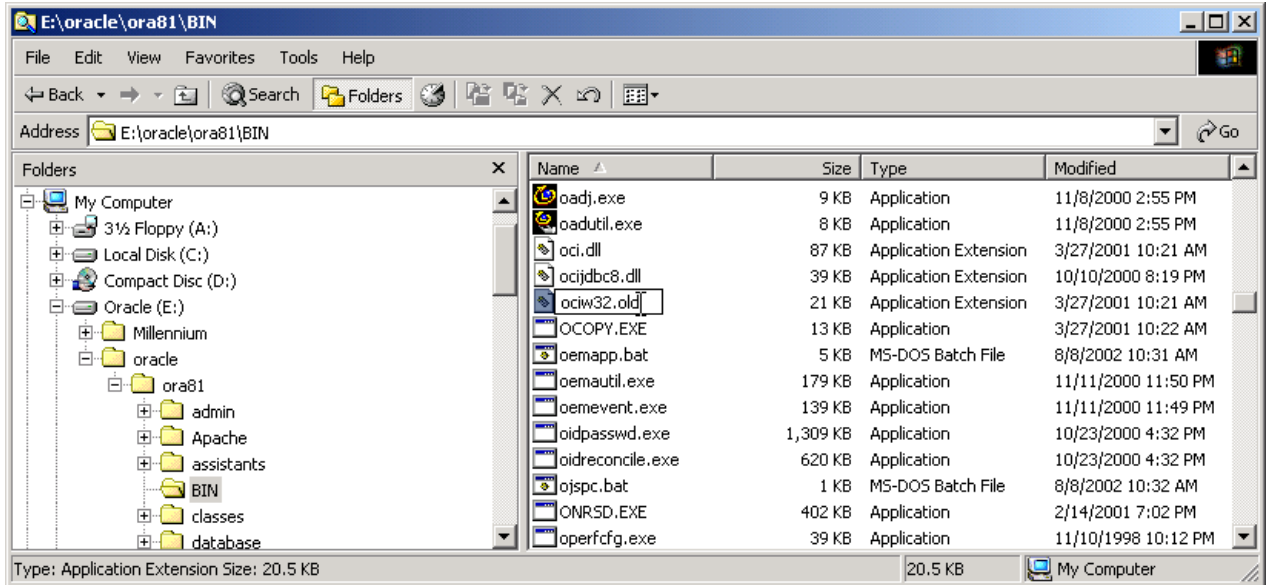 E:\oracle\ora81\BIN
File Edit View Favorites Tools Help
Back Search Folders
Address E:\oracle\ora81\BIN Go
Folders
My Computer
3½ Floppy (A:)
Local Disk (C:)
Compact Disc (D:)
Oracle (E:)
Millennium
oracle
ora81
admin
Apache
assistants
BIN
classes
database
Name Size Type Modified
oadj.exe 9 KB Application 11/8/2000 2:55 PM
oadutil.exe 8 KB Application 11/8/2000 2:55 PM
oci.dll 87 KB Application Extension 3/27/2001 10:21 AM
ocijdbc8.dll 39 KB Application Extension 10/10/2000 8:19 PM
ociw32.old 21 KB Application Extension 3/27/2001 10:21 AM
OCOPY.EXE 13 KB Application 3/27/2001 10:22 AM
oemapp.bat 5 KB MS-DOS Batch File 8/8/2002 10:31 AM
oemautil.exe 179 KB Application 11/11/2000 11:50 PM
oemevent.exe 139 KB Application 11/11/2000 11:49 PM
oidpasswd.exe 1,309 KB Application 10/23/2000 4:32 PM
oidreconcile.exe 620 KB Application 10/23/2000 4:32 PM
ojspc.bat 1 KB MS-DOS Batch File 8/8/2002 10:32 AM
ONRSD.EXE 402 KB Application 2/14/2001 7:02 PM
operfcfg.exe 39 KB Application 11/10/1998 10:12 PM
Type: Application Extension Size: 20.5 KB 20.5 KB My Computer